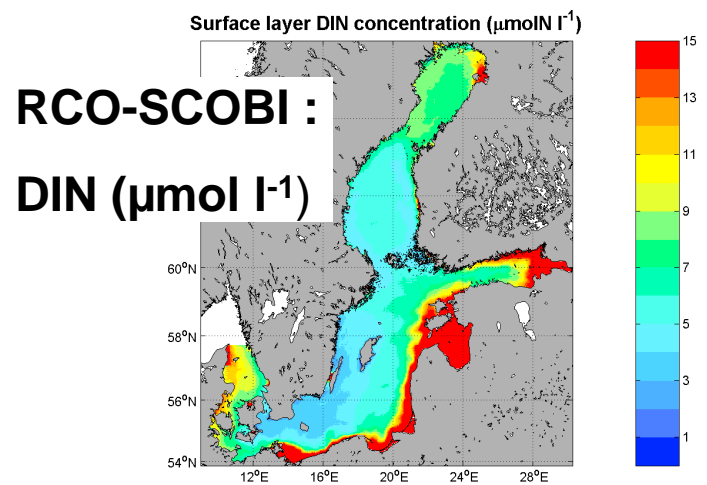 Surface layer DIN concentration (µmolN l⁻¹)
RCO-SCOBI :
DIN (µmol l⁻¹)
15
13
11
9
7
5
3
1
60°N
58°N
56°N
54°N
12°E 16°E 20°E 24°E 28°E